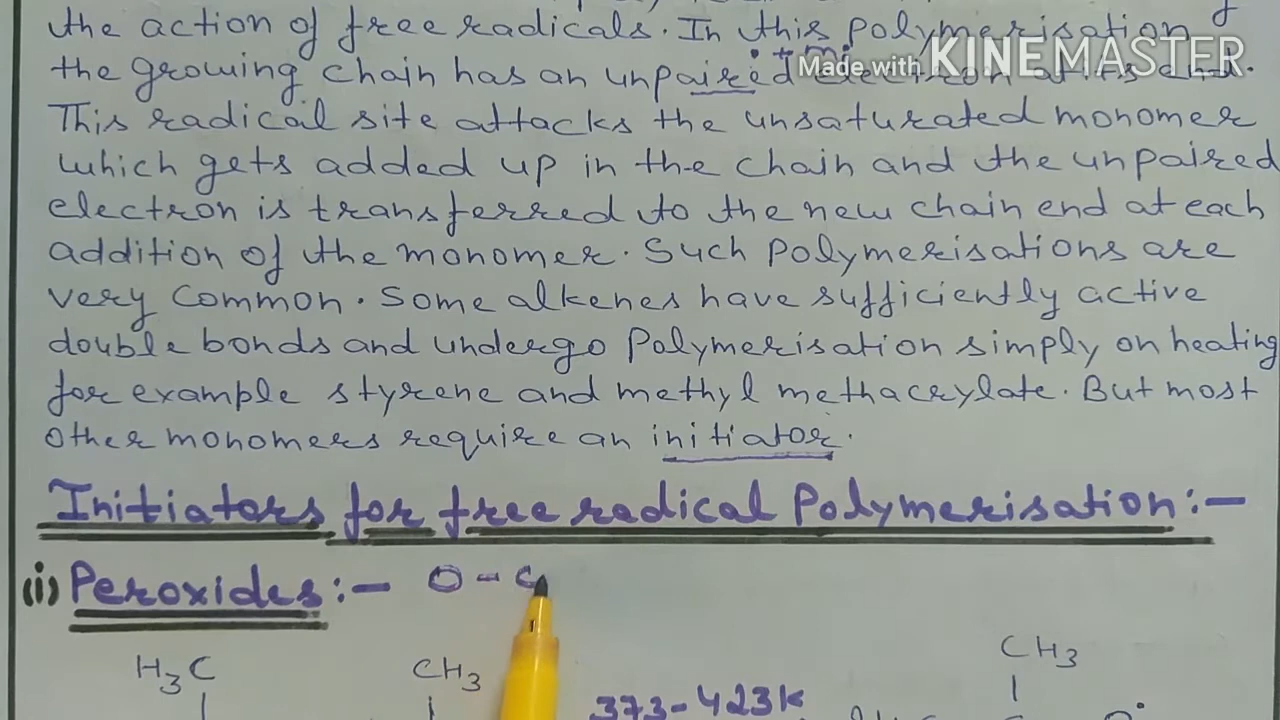 the action of free radicals. In this polymerisation
Made with KINEMASTER
the growing chain has an unpaired electron at its end.
This radical site attacks the unsaturated monomer
which gets added up in the chain and the unpaired
electron is transferred to the new chain end at each
addition of the monomer. Such polymerisations are
very common. Some alkenes have sufficiently active
double bonds and undergo polymerisation simply on heating
for example styrene and methyl methacrylate. But most
other monomers require an initiator.
Initiators for free radical Polymerisation:-
(i) Peroxides:- O-
CH3
H3C CH3
373-423K